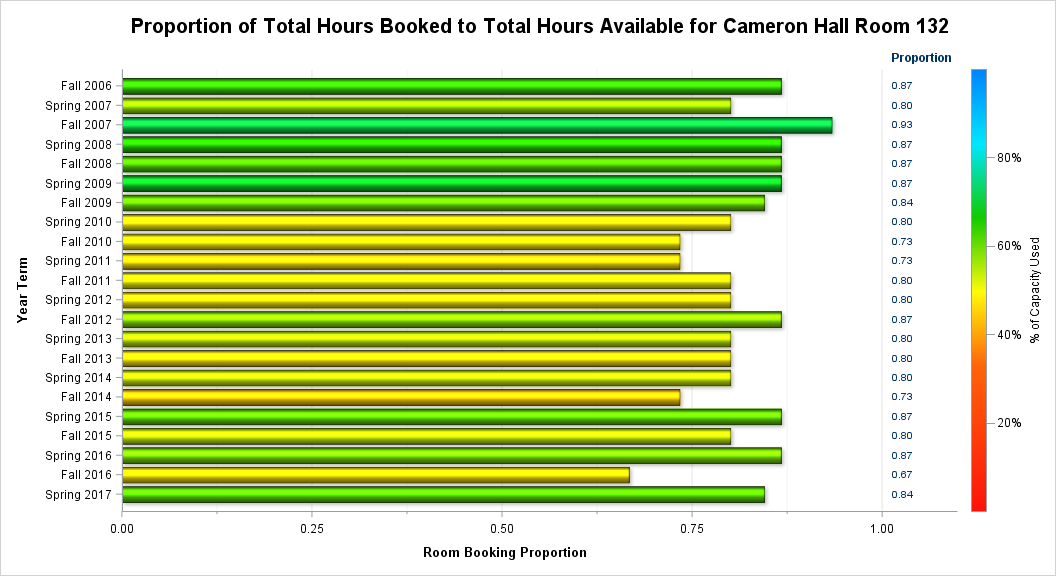 Proportion of Total Hours Booked to Total Hours Available for Cameron Hall Room 132
Proportion
Fall 2006 0.87
Spring 2007 0.80
Fall 2007 0.93
Spring 2008 0.87
Fall 2008 0.87
Spring 2009 0.87
Fall 2009 0.84
Spring 2010 0.80
Fall 2010 0.73
Spring 2011 0.73
Fall 2011 0.80
Spring 2012 0.80
Fall 2012 0.87
Spring 2013 0.80
Fall 2013 0.80
Spring 2014 0.80
Fall 2014 0.73
Spring 2015 0.87
Fall 2015 0.80
Spring 2016 0.87
Fall 2016 0.67
Spring 2017 0.84
Year Term
0.00 0.25 0.50 0.75 1.00
Room Booking Proportion
80%
60%
40%
20%
% of Capacity Used